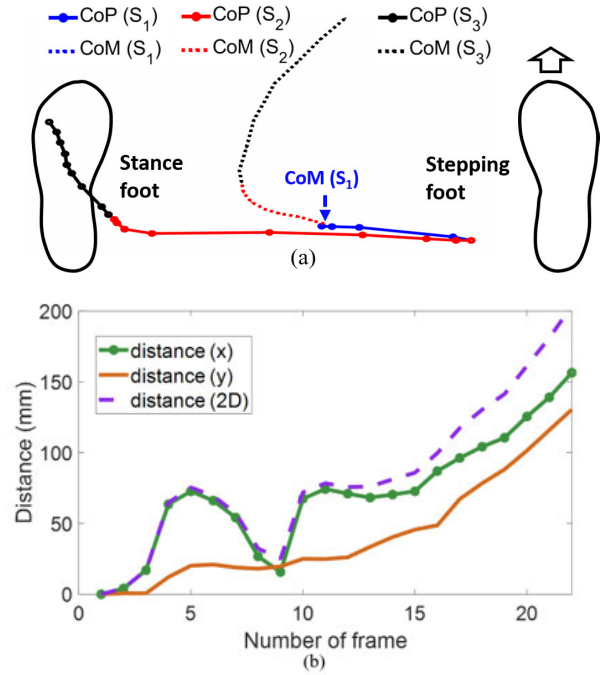 (a)
CoP (S1) CoP (S2) CoP (S3)
CoM (S1) CoM (S2) CoM (S3)
Stance
foot
CoM (S1)
Stepping
foot
(a)
200
150
100
50
0
Distance (mm)
distance (x)
distance (y)
distance (2D)
0 5 10 15 20
Number of frame
(b)